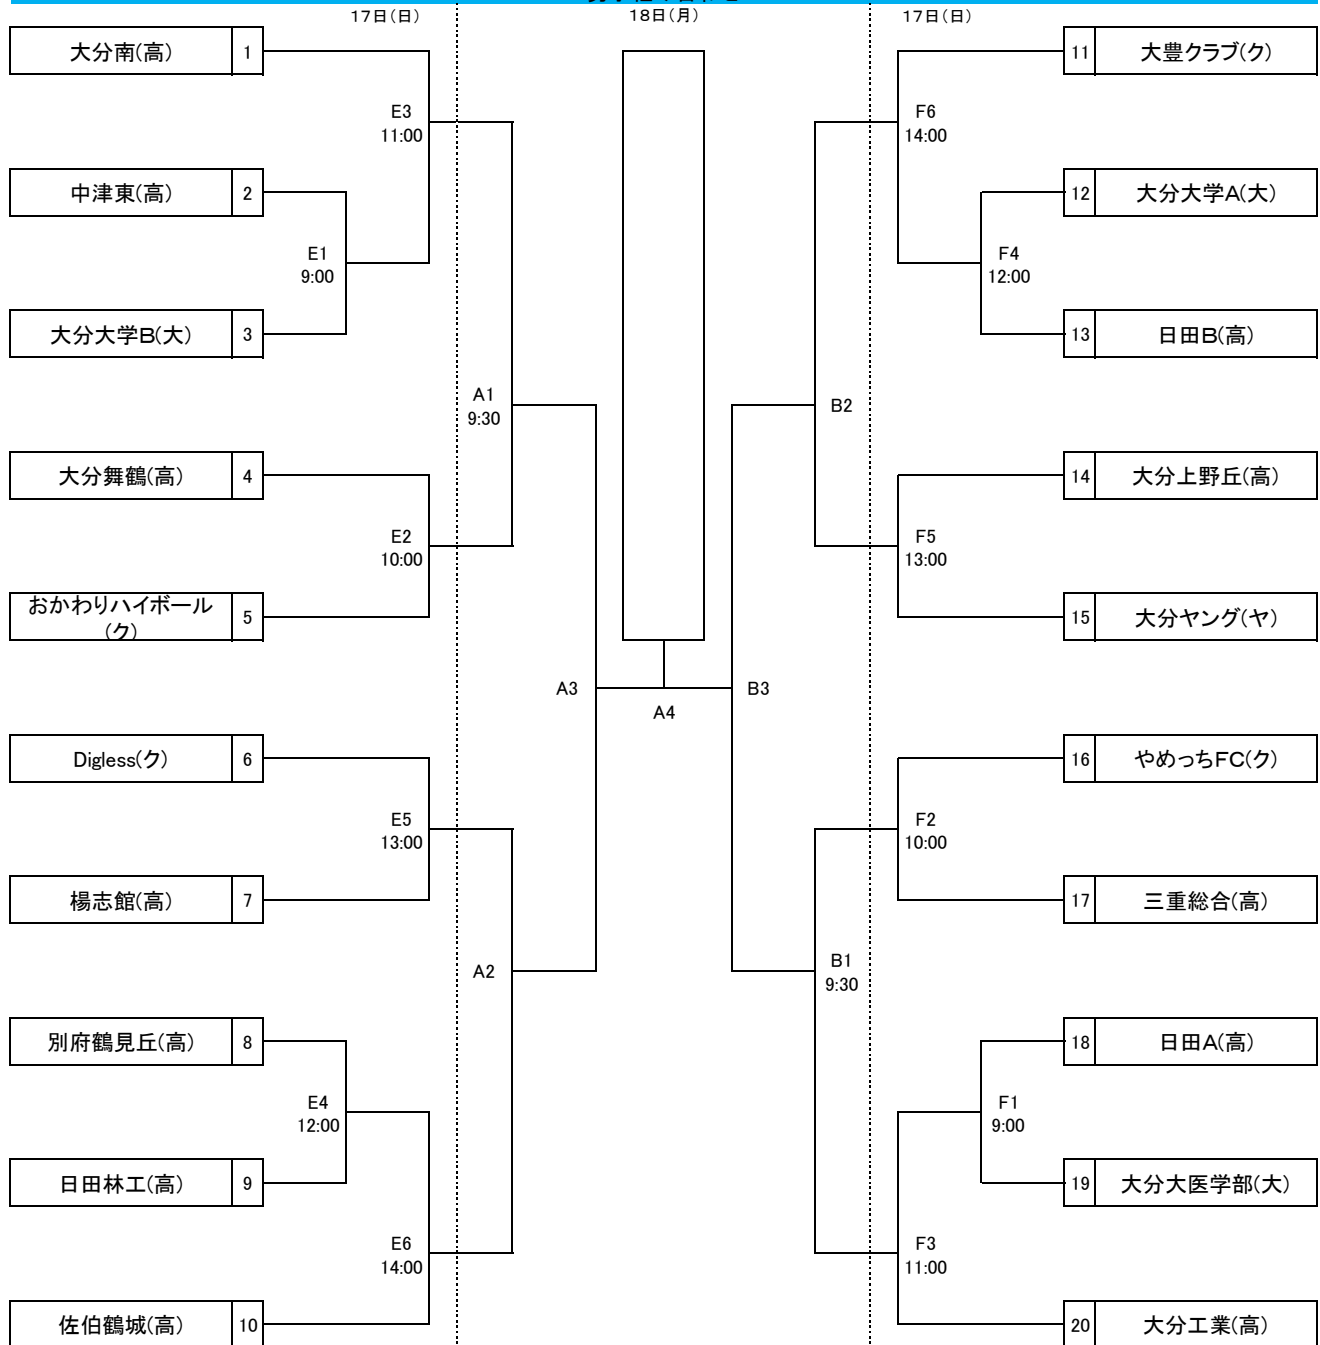 17日(日)
18日(月)
17日(日)
大分南(高) 1
E3
11:00
中津東(高) 2
E1
9:00
大分大学B(大) 3
A1
9:30
大分舞鶴(高) 4
E2
10:00
おかわりハイボール
(ク)
5
A3
A4
B3
Digless(ク) 6
E5
13:00
楊志館(高) 7
A2
別府鶴見丘(高) 8
E4
12:00
日田林工(高) 9
E6
14:00
佐伯鶴城(高) 10
11 大豊クラブ(ク)
F6
14:00
12 大分大学A(大)
F4
12:00
13 日田B(高)
B2
14 大分上野丘(高)
F5
13:00
15 大分ヤング(ヤ)
16 やめっちFC(ク)
F2
10:00
17 三重総合(高)
B1
9:30
18 日田A(高)
F1
9:00
19 大分大医学部(大)
F3
11:00
20 大分工業(高)